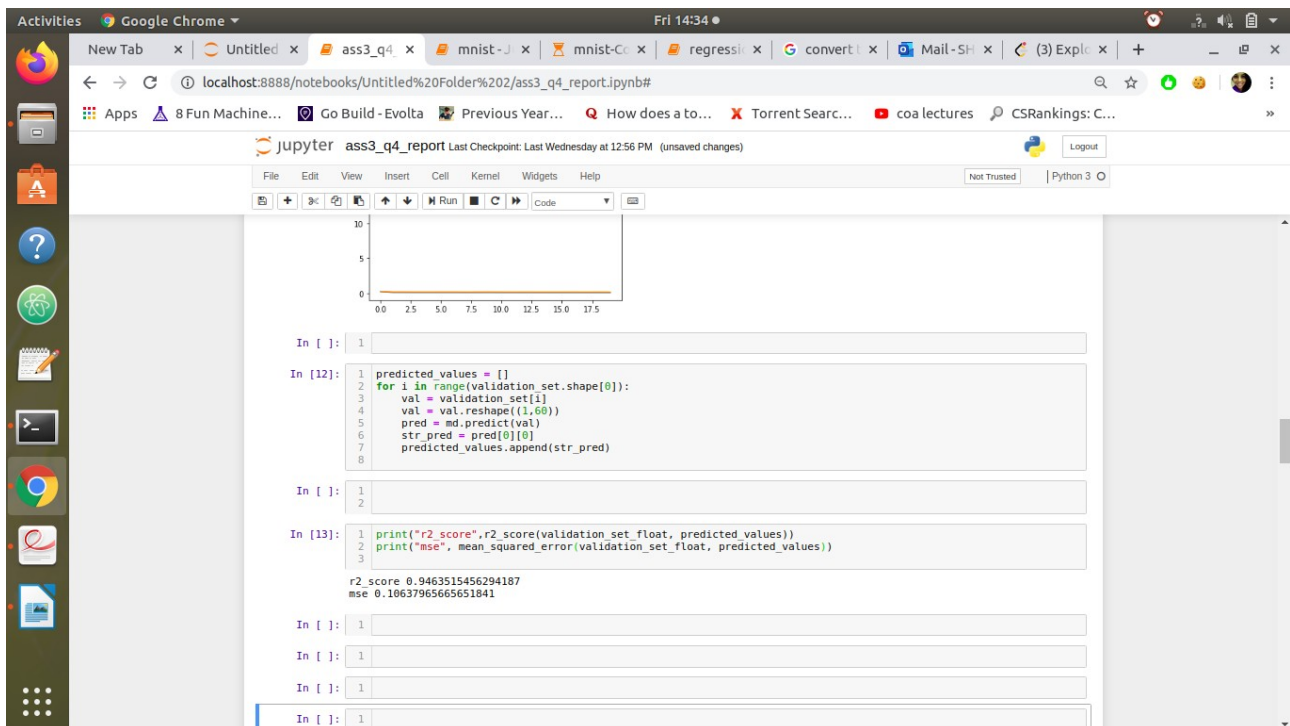 Activities Google Chrome ▾ Fri 14:34 ●
New Tab × Untitled × ass3_q4_ × mnist - J × mnist-Co × regressio × convert t × Mail - SH × (3) Explo × +
localhost:8888/notebooks/Untitled%20Folder%202/ass3_q4_report.ipynb#
Apps 8 Fun Machine... Go Build - Evolta Previous Year... How does a to... Torrent Searc... coa lectures CSRankings: C... »
jupyter ass3_q4_report Last Checkpoint: Last Wednesday at 12:56 PM (unsaved changes) Logout
File Edit View Insert Cell Kernel Widgets Help Not Trusted Python 3 O
Run Code
10
5
0
0.0 2.5 5.0 7.5 10.0 12.5 15.0 17.5
In [ ]: 1
In [12]: 1 predicted_values = []
2 for i in range(validation_set.shape[0]):
3     val = validation_set[i]
4     val = val.reshape((1,60))
5     pred = md.predict(val)
6     str_pred = pred[0][0]
7     predicted_values.append(str_pred)
8
In [ ]: 1
2
In [13]: 1 print("r2_score",r2_score(validation_set_float, predicted_values))
2 print("mse", mean_squared_error(validation_set_float, predicted_values))
3
r2_score 0.9463515456294187
mse 0.10637965665651841
In [ ]: 1
In [ ]: 1
In [ ]: 1
In [ ]: 1